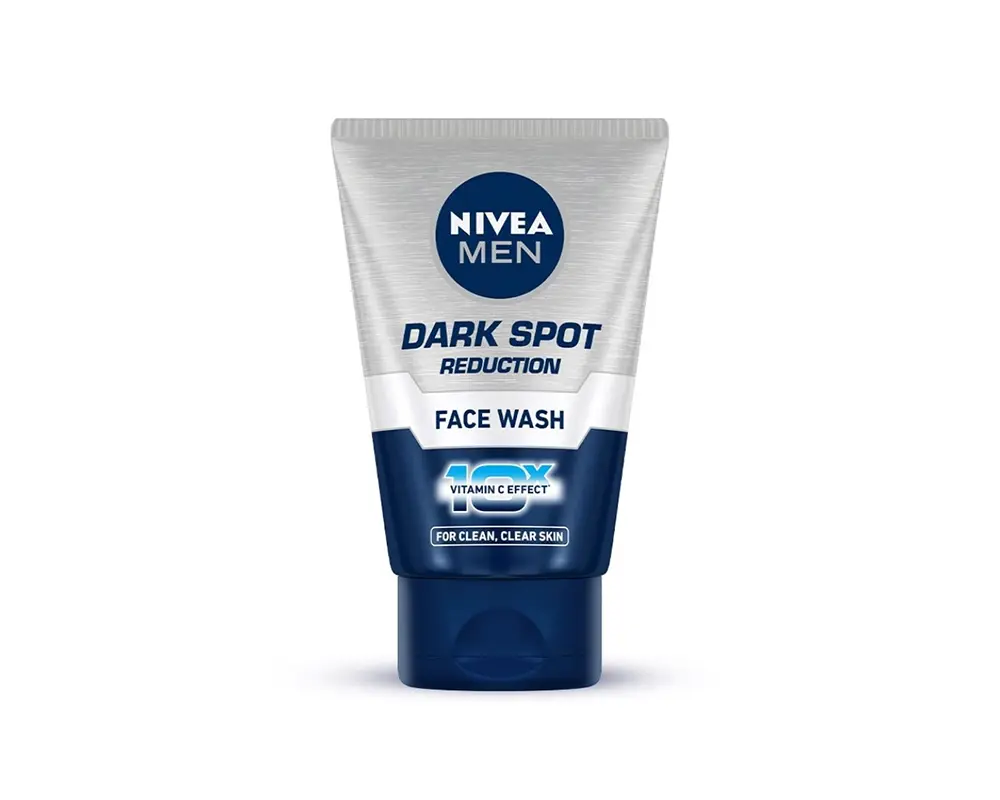 NIVEA
MEN
DARK SPOT
REDUCTION
FACE WASH
10X
VITAMIN C EFFECT*
FOR CLEAN, CLEAR SKIN